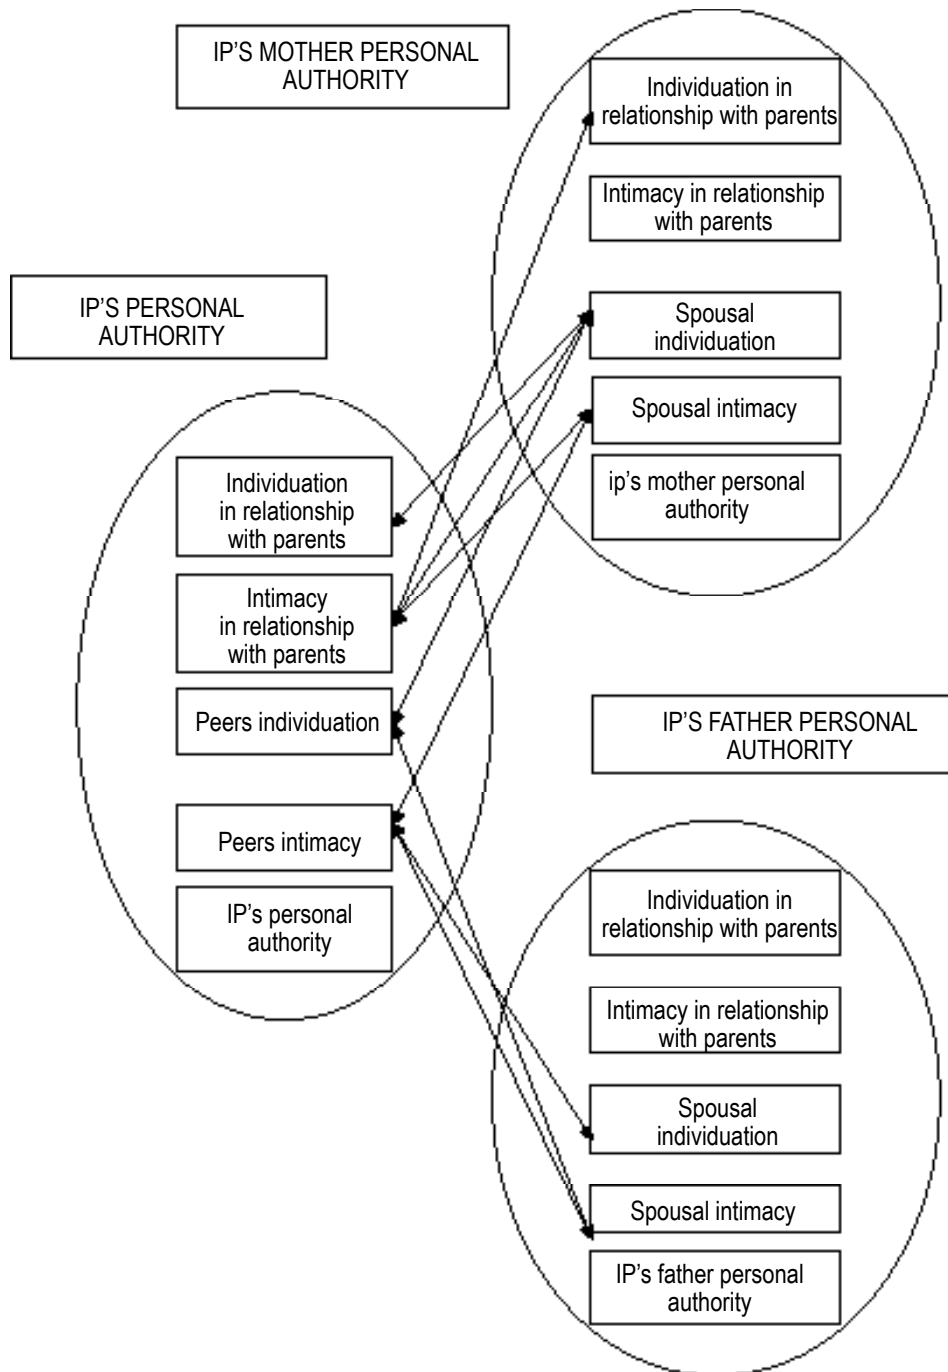 IP'S MOTHER PERSONAL
AUTHORITY
Individuation in
relationship with parents
Intimacy in relationship
with parents
Spousal
individuation
Spousal intimacy
ip's mother personal
authority
IP'S PERSONAL
AUTHORITY
Individuation
in relationship
with parents
Intimacy
in relationship
with parents
Peers individuation
Peers intimacy
IP's personal
authority
IP'S FATHER PERSONAL
AUTHORITY
Individuation in
relationship with parents
Intimacy in relationship
with parents
Spousal
individuation
Spousal intimacy
IP's father personal
authority